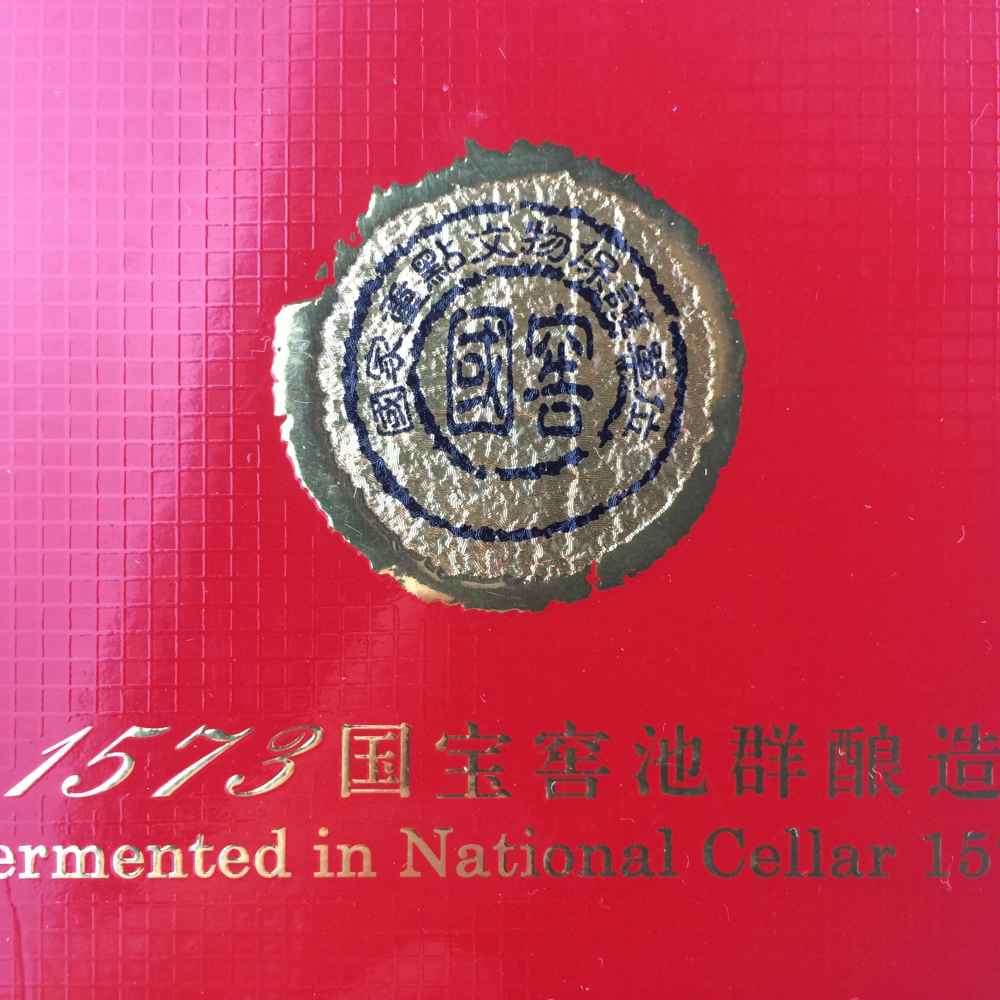 國家重點文物保護單位
國窖
1573国宝窖池群酿造
ermented in National Cellar 15